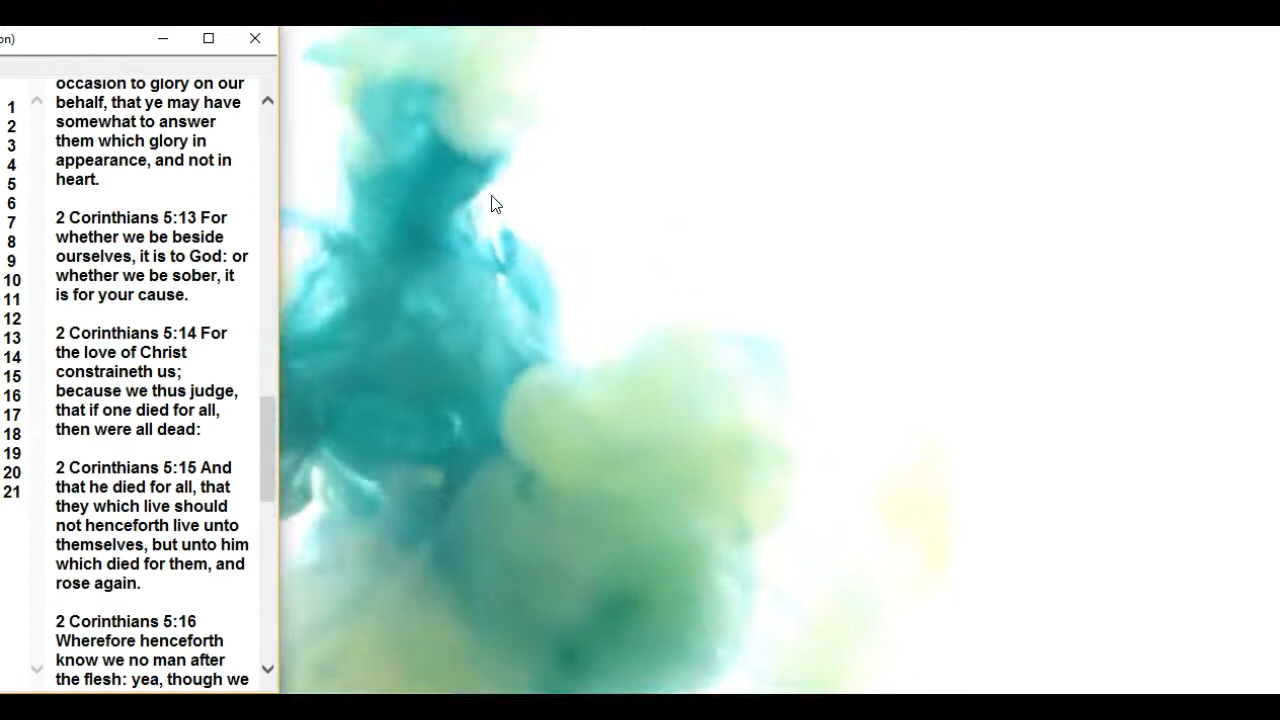 on)
1
2
3
4
5
6
7
8
9
10
11
12
13
14
15
16
17
18
19
20
21
occasion to glory on our
behalf, that ye may have
somewhat to answer
them which glory in
appearance, and not in
heart.
2 Corinthians 5:13 For
whether we be beside
ourselves, it is to God: or
whether we be sober, it
is for your cause.
2 Corinthians 5:14 For
the love of Christ
constraineth us;
because we thus judge,
that if one died for all,
then were all dead:
2 Corinthians 5:15 And
that he died for all, that
they which live should
not henceforth live unto
themselves, but unto him
which died for them, and
rose again.
2 Corinthians 5:16
Wherefore henceforth
know we no man after
the flesh: yea, though we